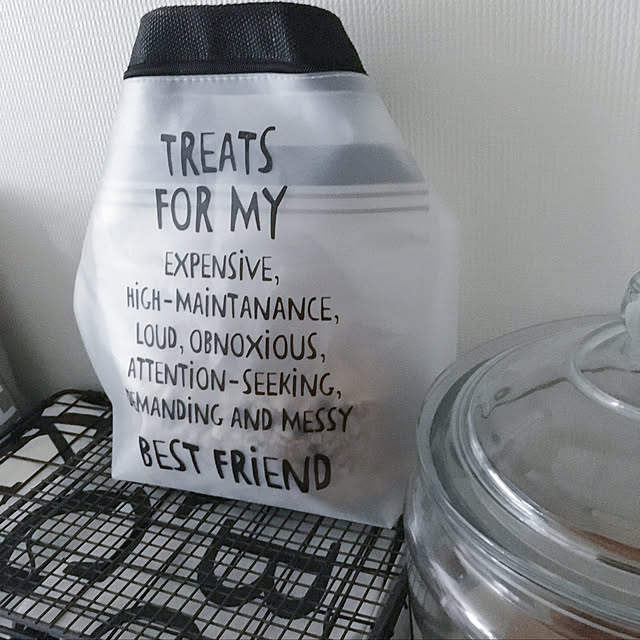 TREATS
FOR MY
EXPENSiVE,
HiGH-MAiNTANANCE,
LOUD, OBNOXiOUS,
ATTENTiON-SEEKiNG,
DEMANDiNG AND MESSY
BEST FRiEND
B